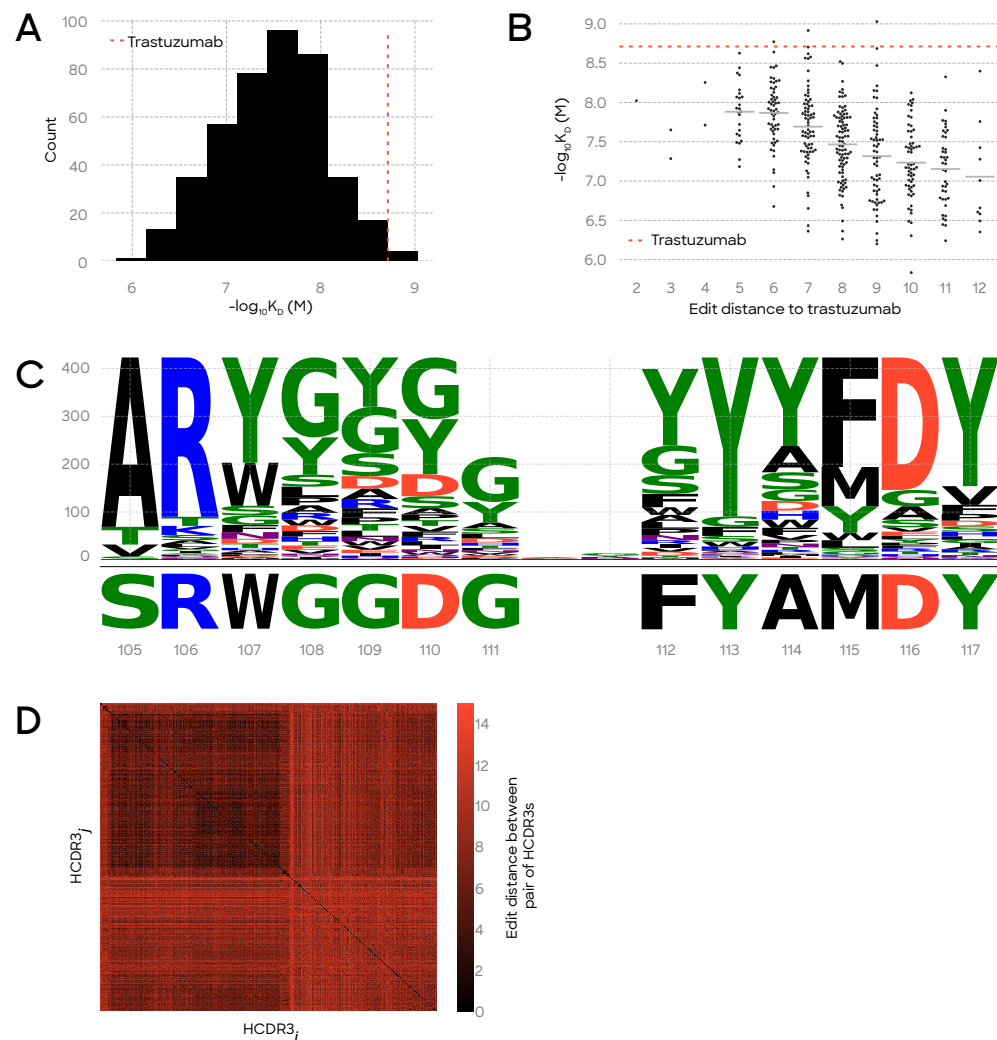 A
100
80
60
40
20
0
Count
Trastuzumab
6 7 8 9
-log₁₀K_D (M)
B
9.0
8.5
8.0
7.5
7.0
6.5
6.0
-log₁₀K_D (M)
Trastuzumab
2 3 4 5 6 7 8 9 10 11 12
Edit distance to trastuzumab
C
400
300
200
100
0
A R Y G Y G Y Y Y F D Y
T W Y G Y G G A M G V
V S S S D Y S S Y
S R W G G D G F Y A M D Y
105 106 107 108 109 110 111 112 113 114 115 116 117
D
HCDR3j
HCDR3i
14
12
10
8
6
4
2
0
Edit distance between
pair of HCDR3s